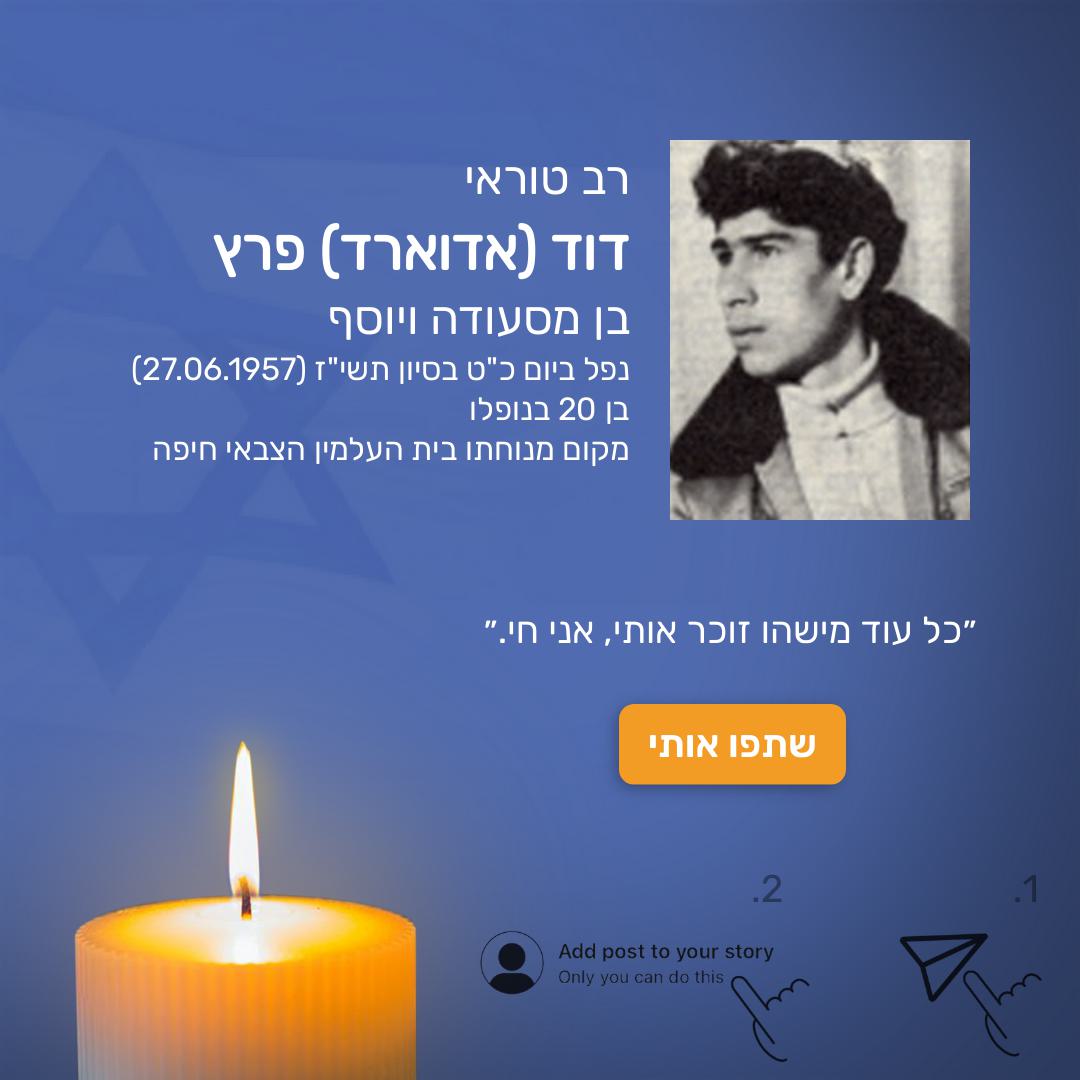 רב טוראי
דוד (אדוארד) פרץ
בן מסעודה ויוסף
נפל ביום כ"ט בסיון תשי"ז (27.06.1957)
בן 20 בנופלו
מקום מנוחתו בית העלמין הצבאי חיפה
״כל עוד מישהו זוכר אותי, אני חי.״
שתפו אותי
.1
.2
Add post to your story
Only you can do this